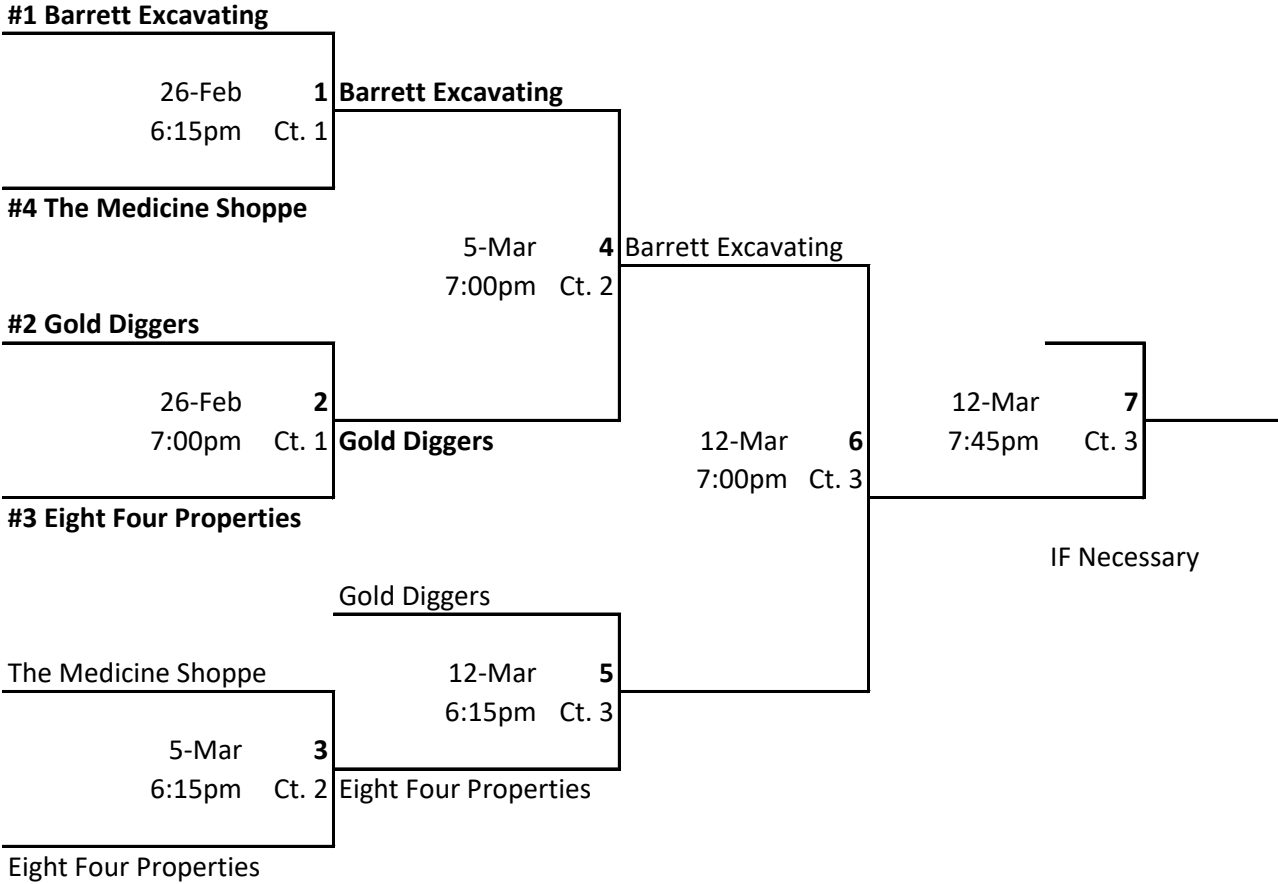 #1 Barrett Excavating
26-Feb 1 Barrett Excavating
6:15pm Ct. 1
#4 The Medicine Shoppe
5-Mar 4 Barrett Excavating
7:00pm Ct. 2
#2 Gold Diggers
26-Feb 2
12-Mar 7
7:00pm Ct. 1 Gold Diggers
12-Mar 6
7:45pm Ct. 3
7:00pm Ct. 3
#3 Eight Four Properties
IF Necessary
Gold Diggers
The Medicine Shoppe
12-Mar 5
6:15pm Ct. 3
5-Mar 3
6:15pm Ct. 2 Eight Four Properties
Eight Four Properties